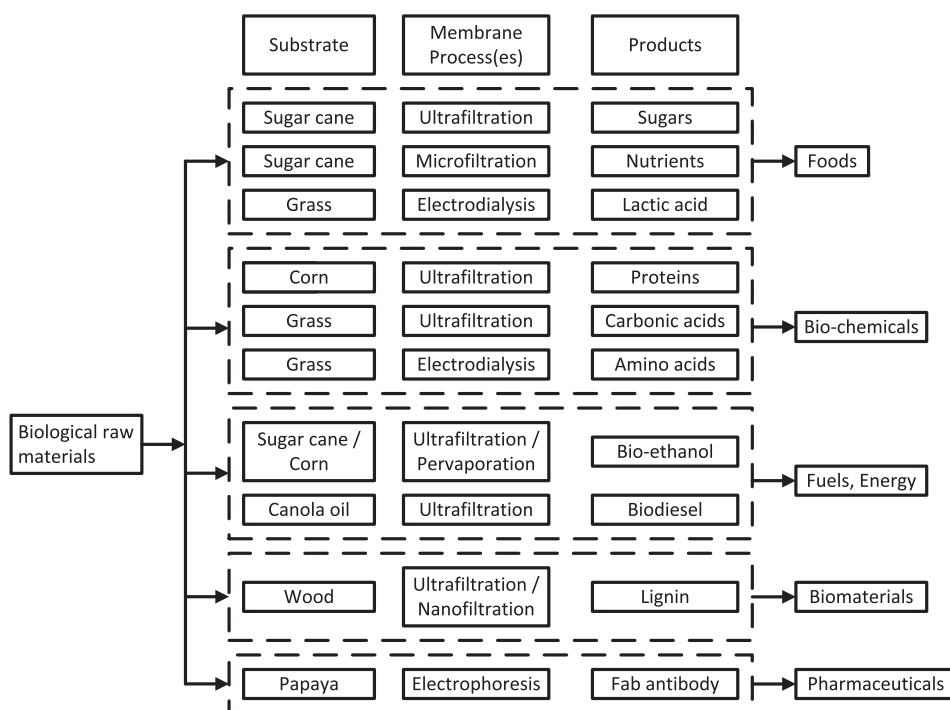 Substrate
Membrane
Process(es)
Products
Sugar cane
Ultrafiltration
Sugars
Sugar cane
Microfiltration
Nutrients
Foods
Grass
Electrodialysis
Lactic acid
Corn
Ultrafiltration
Proteins
Grass
Ultrafiltration
Carbonic acids
Bio-chemicals
Grass
Electrodialysis
Amino acids
Biological raw
materials
Sugar cane /
Corn
Ultrafiltration /
Pervaporation
Bio-ethanol
Fuels, Energy
Canola oil
Ultrafiltration
Biodiesel
Wood
Ultrafiltration /
Nanofiltration
Lignin
Biomaterials
Papaya
Electrophoresis
Fab antibody
Pharmaceuticals